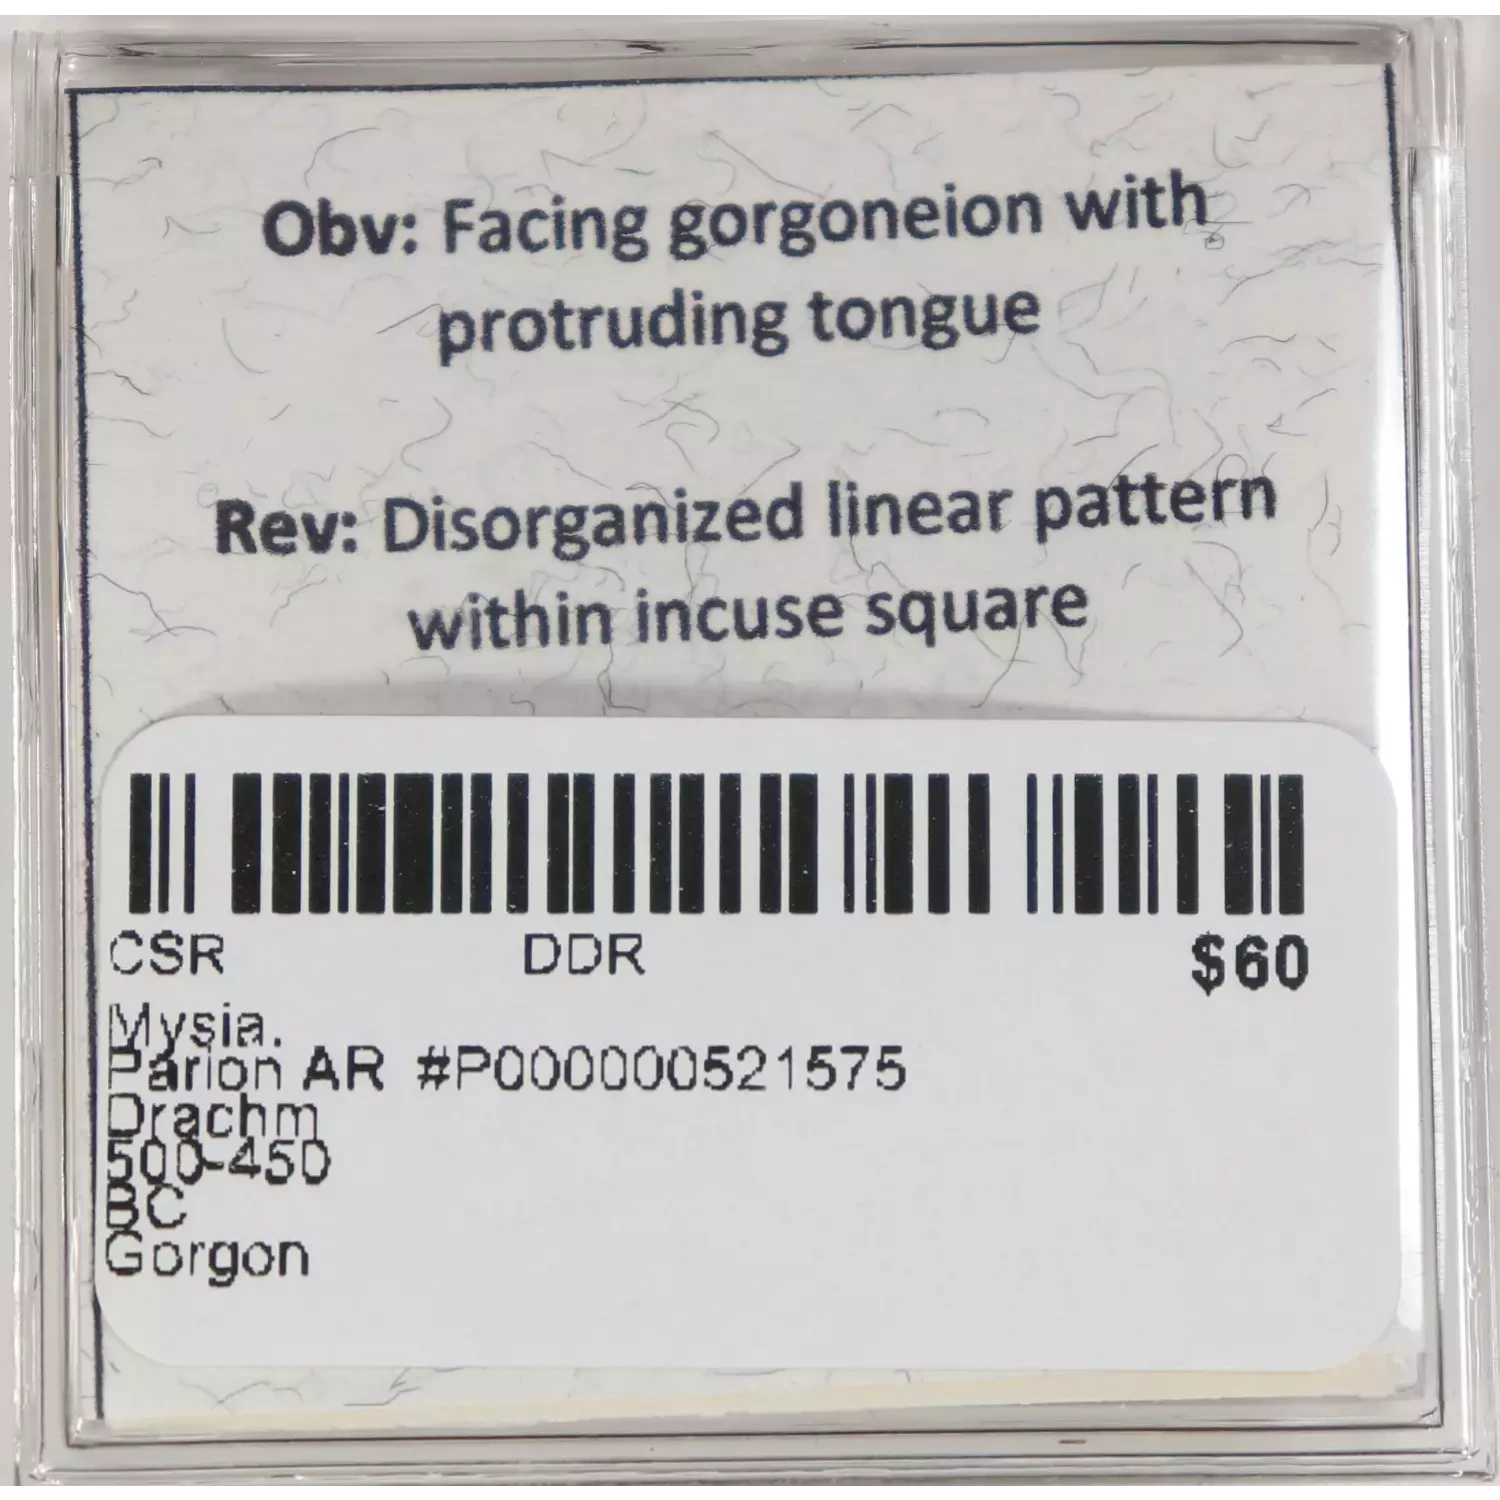 Obv: Facing gorgoneion with
protruding tongue
Rev: Disorganized linear pattern
within incuse square
CSR DDR $60
Mysia.
Parion AR #P0000000521575
Drachm
500-450
BC
Gorgon